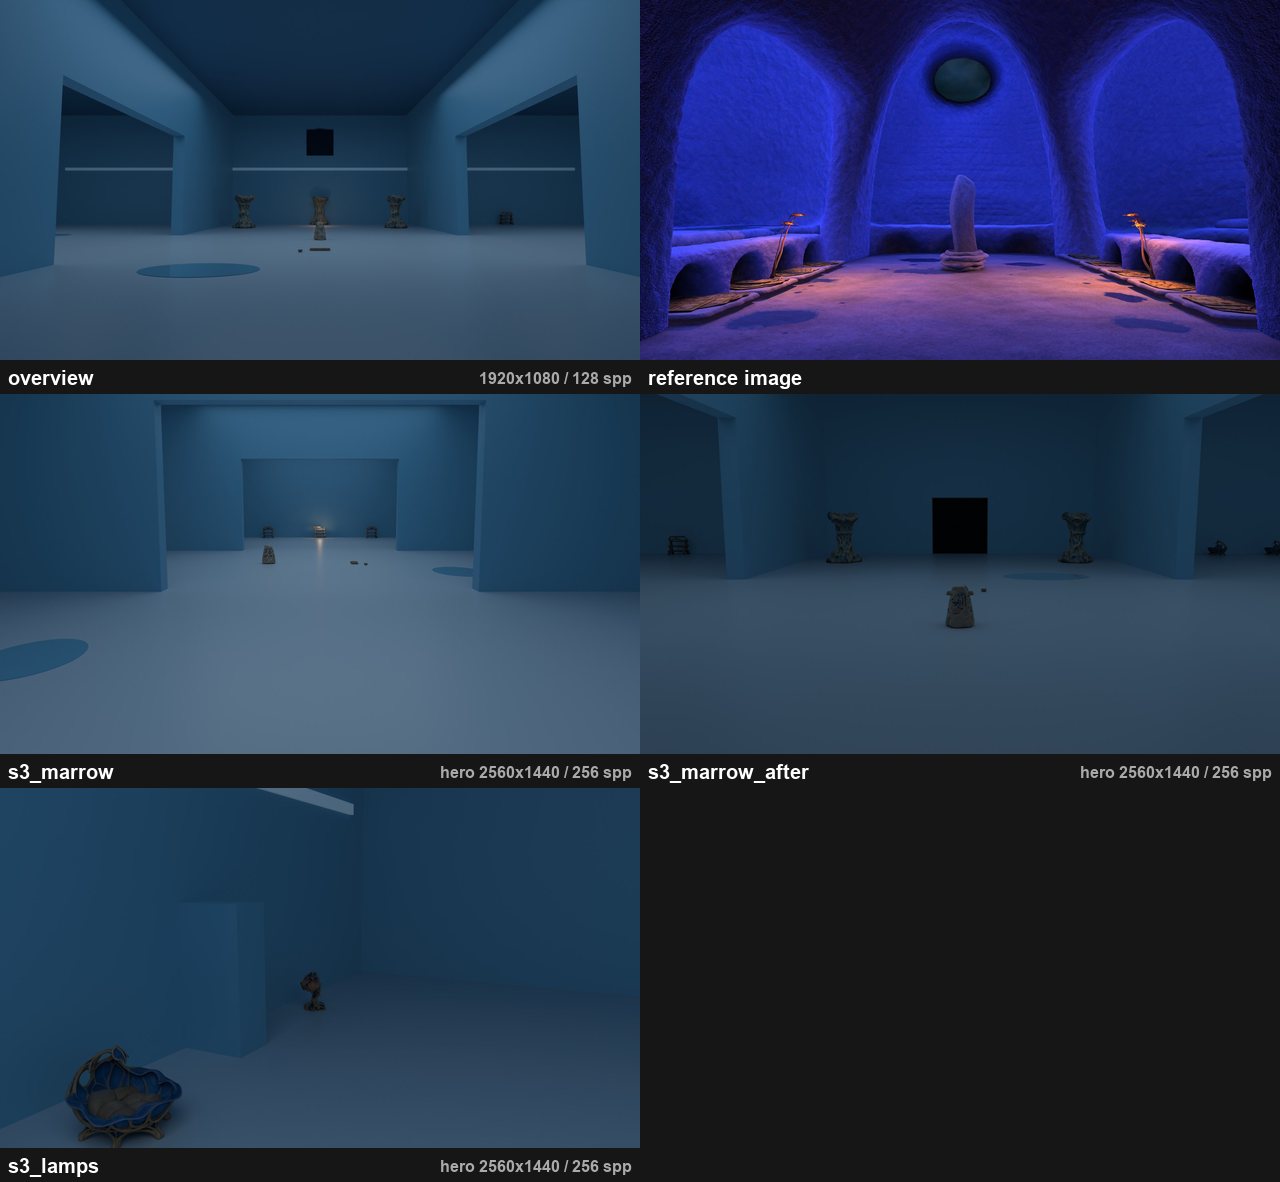 overview
1920x1080 / 128 spp
reference image
s3_marrow
hero 2560x1440 / 256 spp
s3_marrow_after
hero 2560x1440 / 256 spp
s3_lamps
hero 2560x1440 / 256 spp